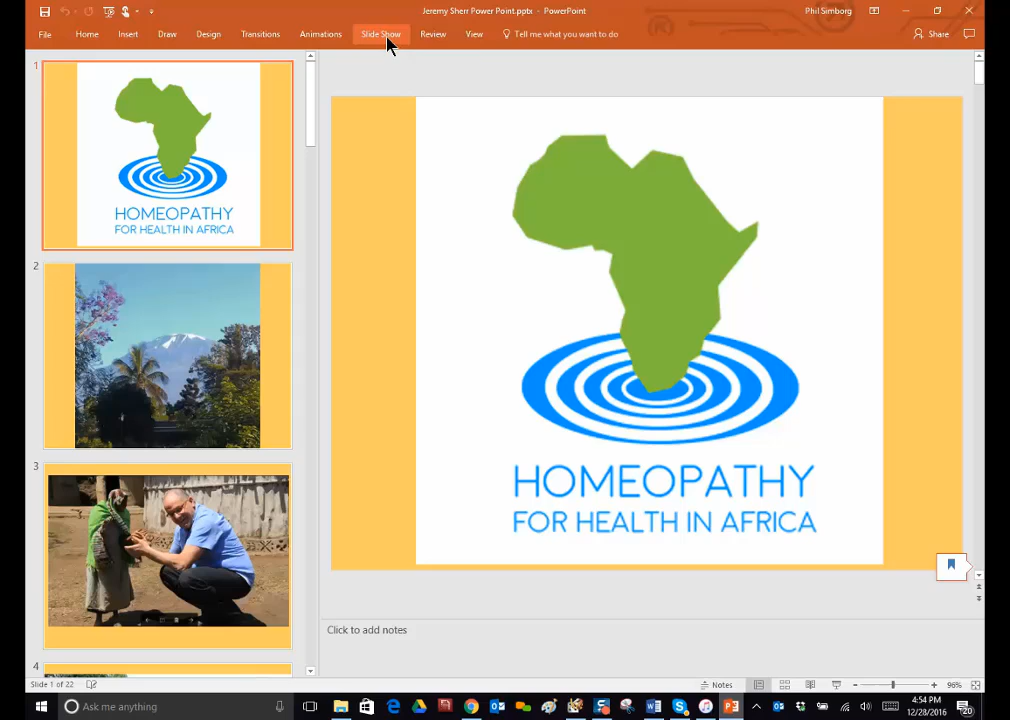 Jeremy Sherr Power Point.pptx - PowerPoint
Phil Simborg
File Home Insert Draw Design Transitions Animations Slide Show Review View Tell me what you want to do Share
1
HOMEOPATHY
FOR HEALTH IN AFRICA
2
3
4
HOMEOPATHY
FOR HEALTH IN AFRICA
Click to add notes
Slide 1 of 22
Notes
96%
Ask me anything
4:54 PM
12/28/2016
20